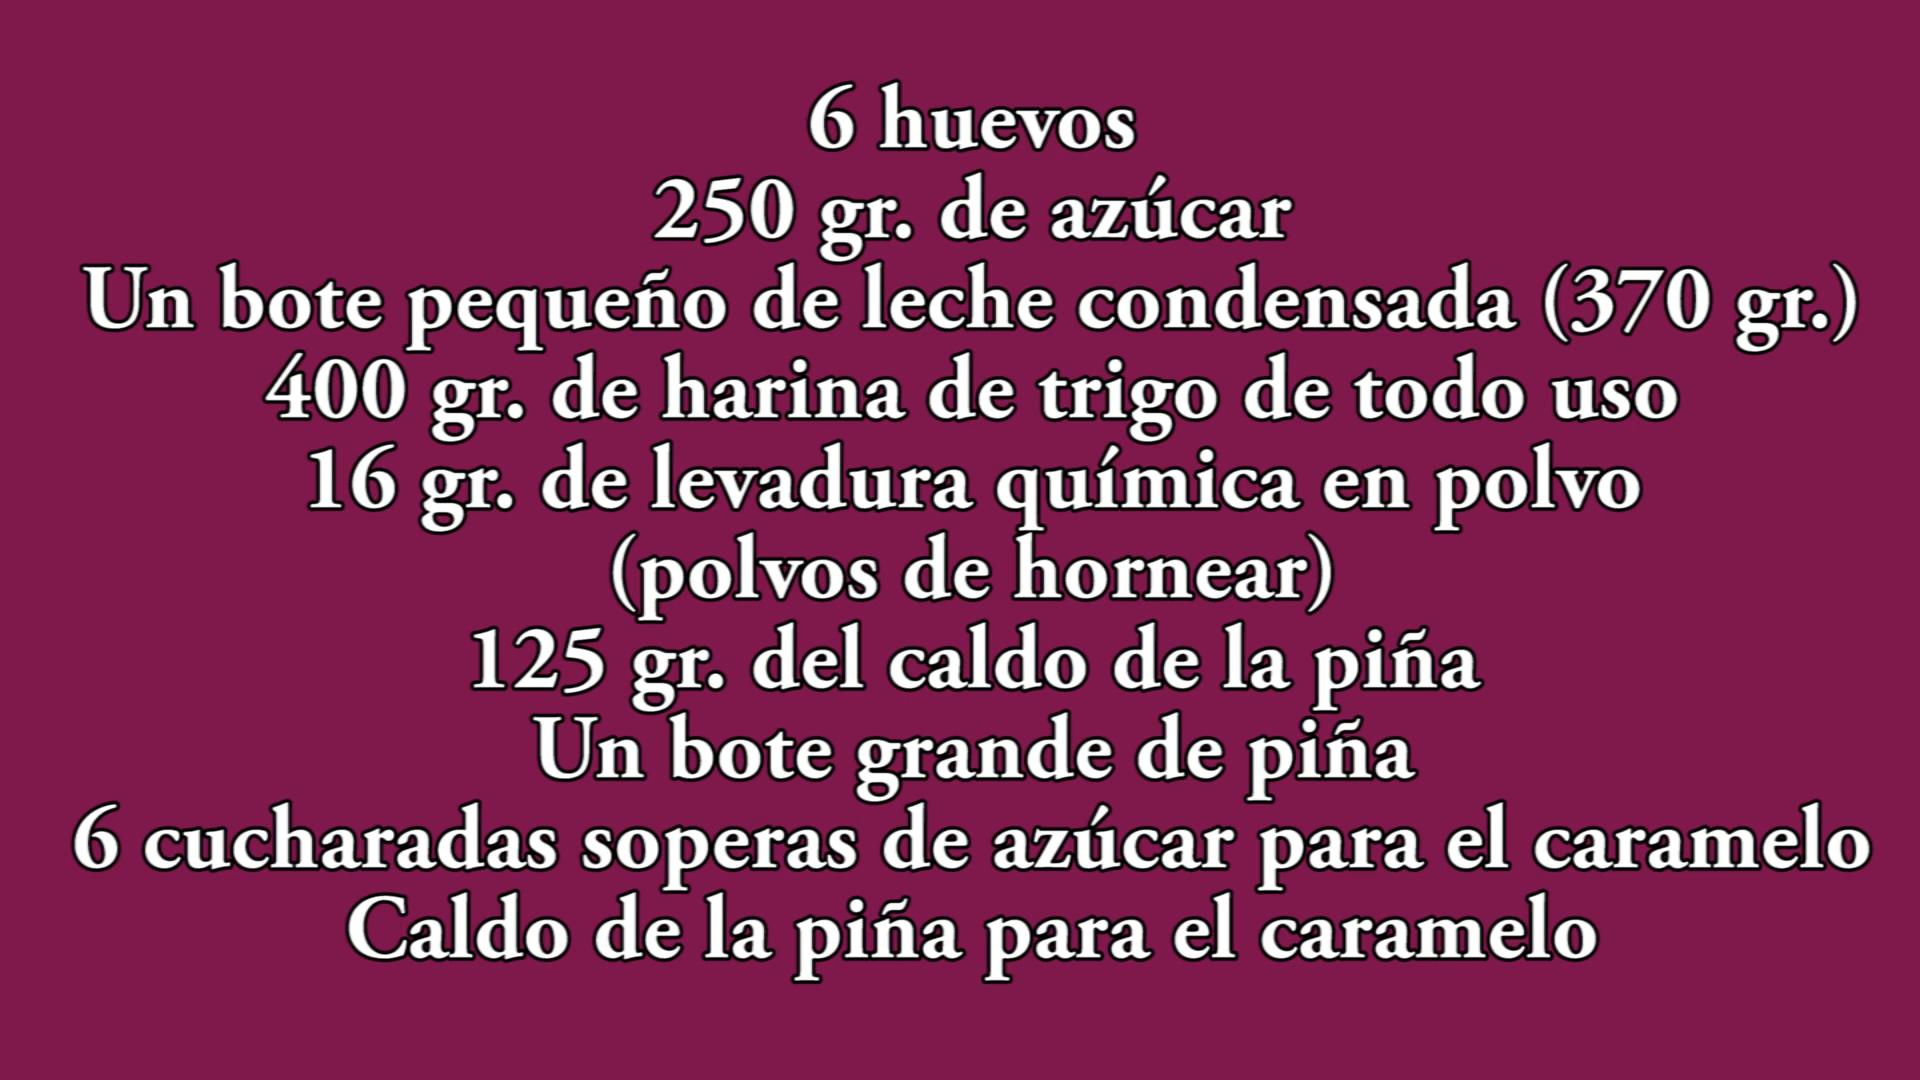 6 huevos
250 gr. de azúcar
Un bote pequeño de leche condensada (370 gr.)
400 gr. de harina de trigo de todo uso
16 gr. de levadura química en polvo
(polvos de hornear)
125 gr. del caldo de la piña
Un bote grande de piña
6 cucharadas soperas de azúcar para el caramelo
Caldo de la piña para el caramelo